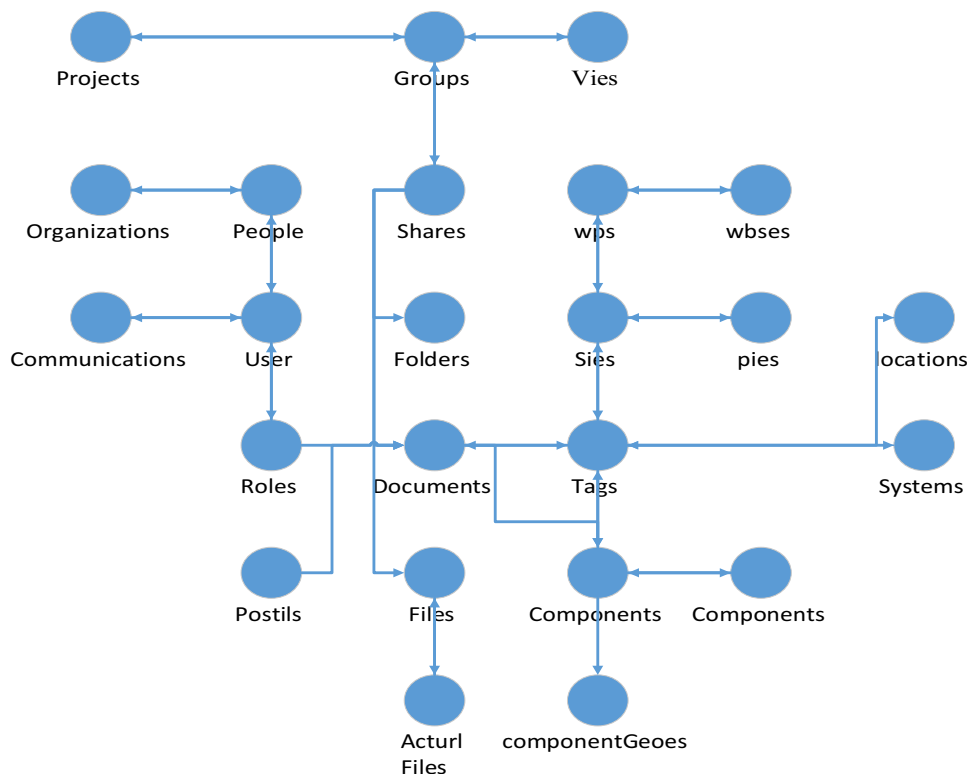 Projects
Groups
Vies
Organizations
People
Shares
wps
wbses
Communications
User
Folders
Sies
pies
locations
Roles
Documents
Tags
Systems
Postils
Files
Components
Components
Acturl
Files
componentGeoes